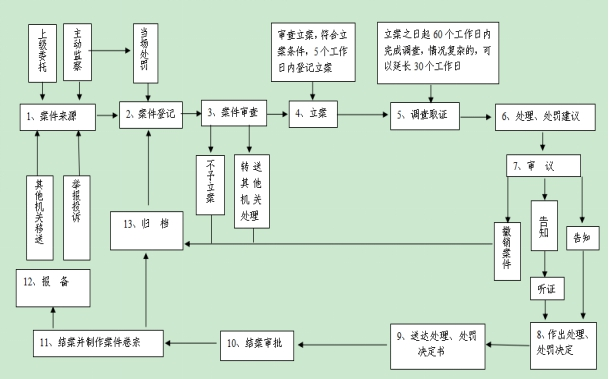 上级委托
主动监察
当场处罚
审查立案，符合立
案条件，5个工作
日内登记立案
立案之日起60个工作日内
完成调查，情况复杂的，可
以延长30个工作日
1、案件来源
2、案件登记
3、案件审查
4、立案
5、调查取证
6、处理、处罚建议
其他机关移送
举报投诉
不予立案
转送
其他
机关
处理
7、审 议
撤销案件
告知
告知
听证
13、归 档
12、报 备
11、结案并制作案件卷宗
10、结案审批
9、送达处理、处罚
决定书
8、作出处理、
处罚决定